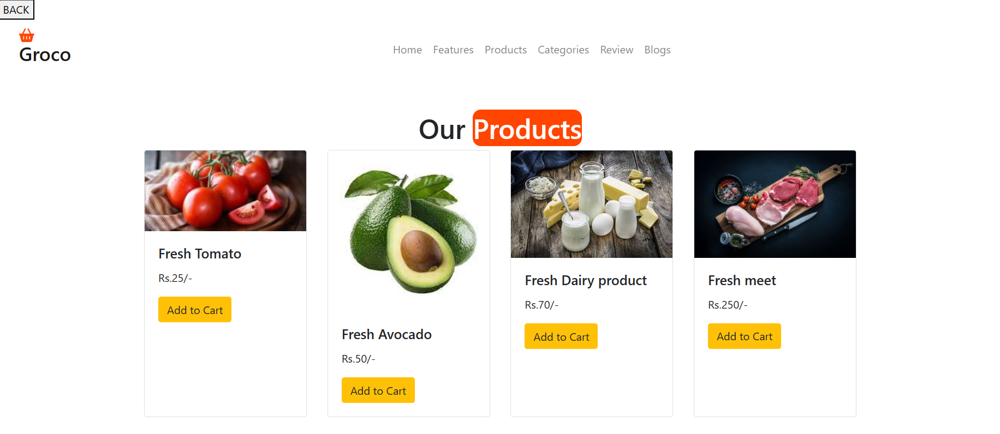 BACK
Groco
Home Features Products Categories Review Blogs
Our Products
Fresh Tomato
Rs.25/-
Add to Cart
Fresh Avocado
Rs.50/-
Add to Cart
Fresh Dairy product
Rs.70/-
Add to Cart
Fresh meet
Rs.250/-
Add to Cart